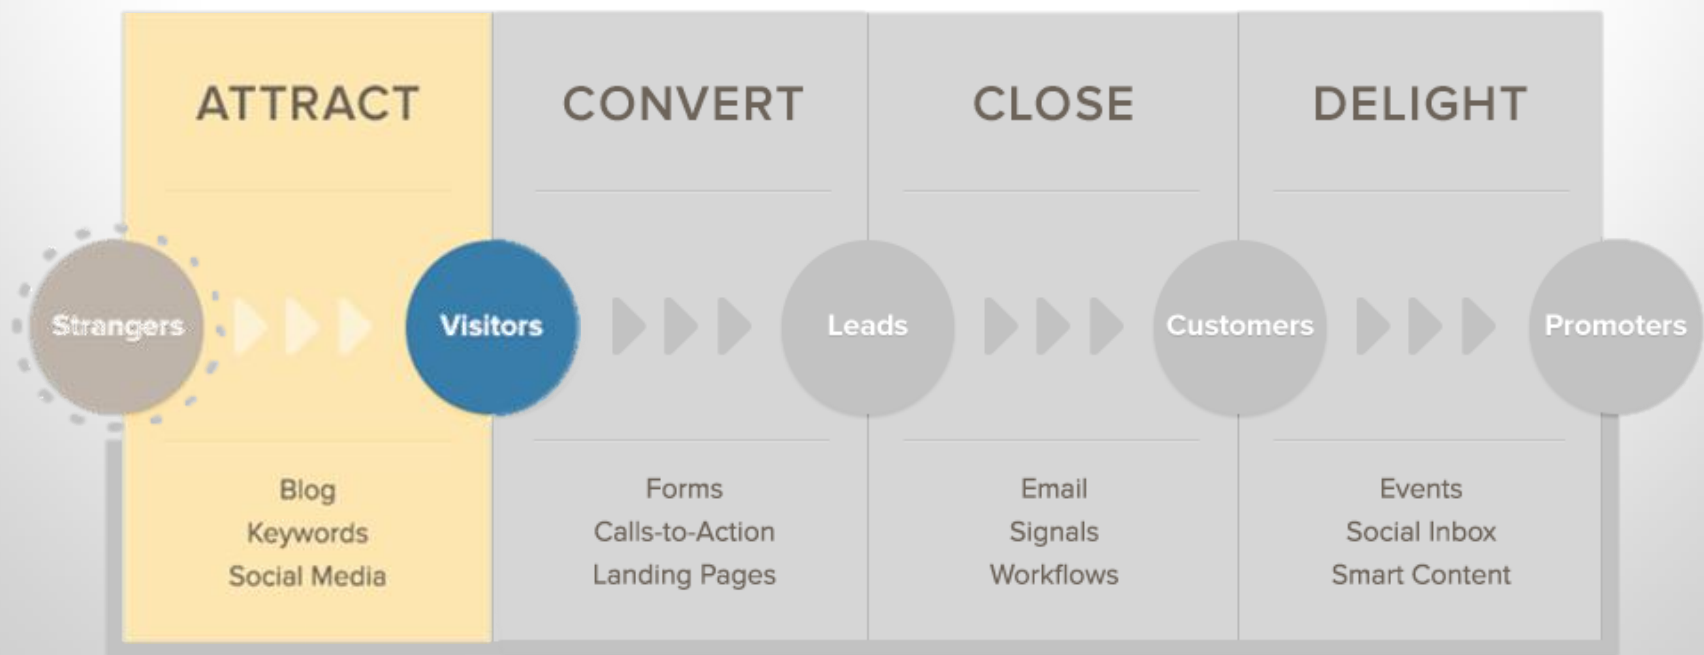 ATTRACT
CONVERT
CLOSE
DELIGHT
Strangers
Visitors
Leads
Customers
Promoters
Blog
Keywords
Social Media
Forms
Calls-to-Action
Landing Pages
Email
Signals
Workflows
Events
Social Inbox
Smart Content